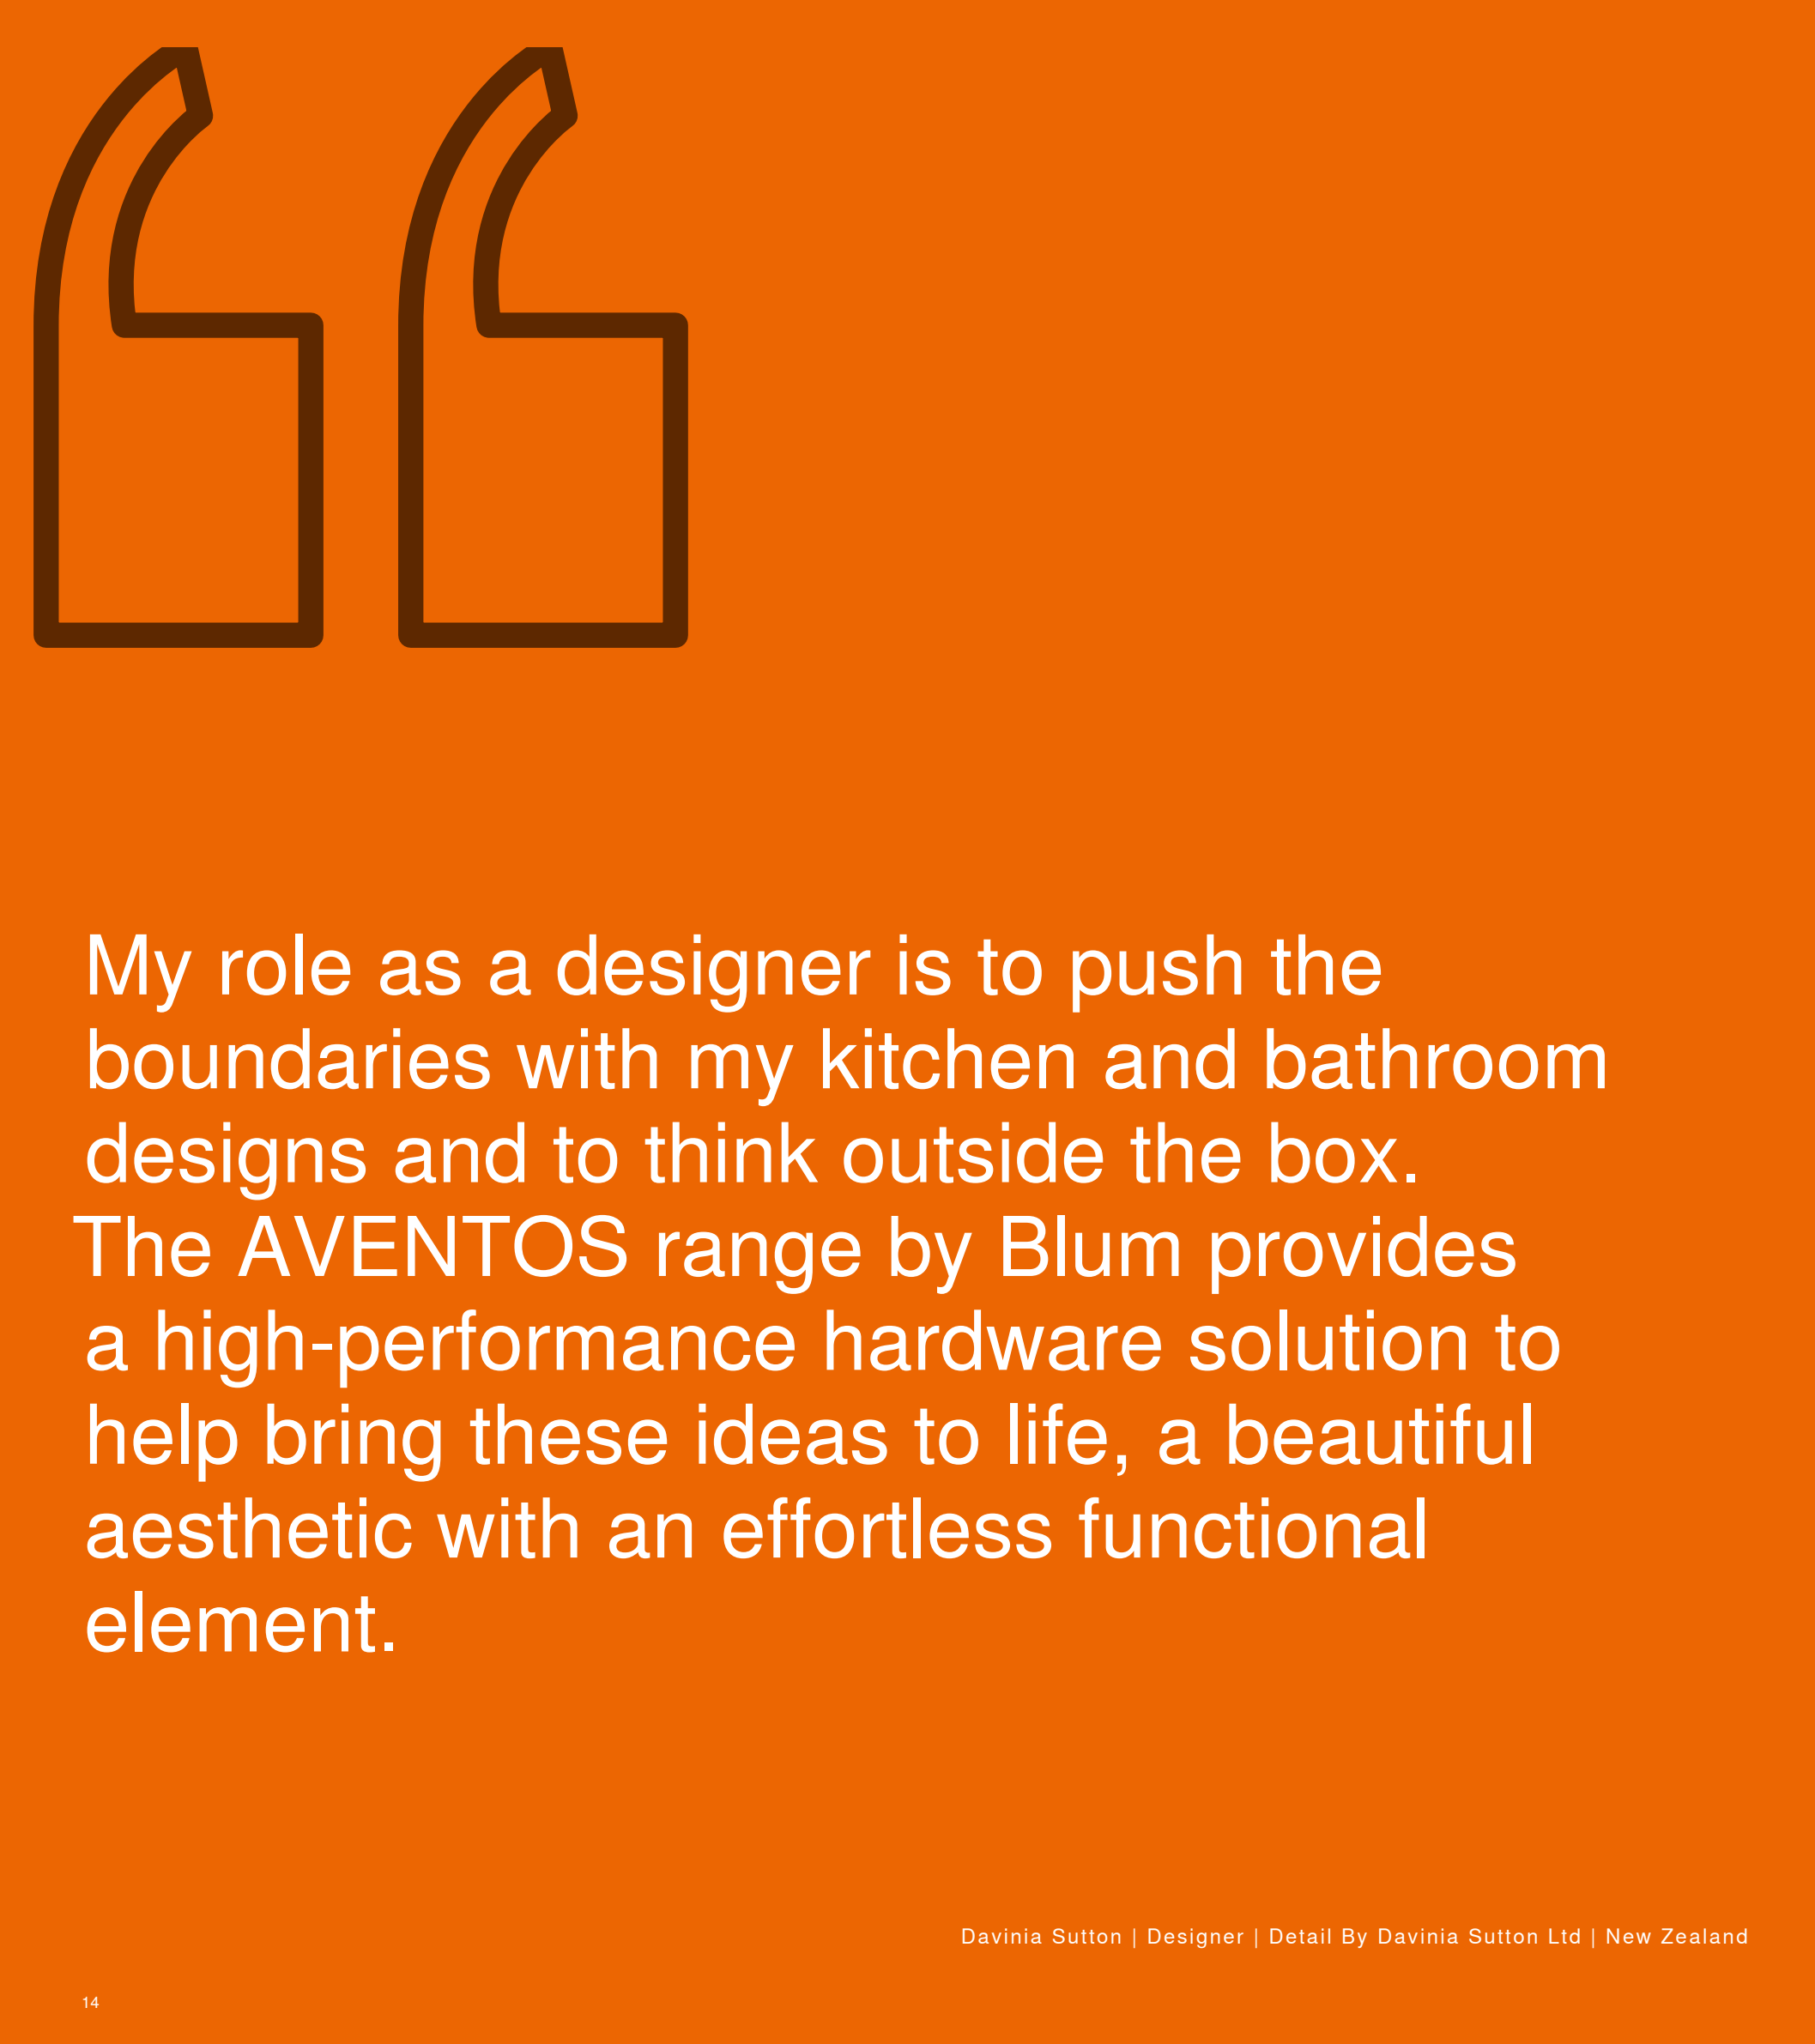 My role as a designer is to push the
boundaries with my kitchen and bathroom
designs and to think outside the box.
The AVENTOS range by Blum provides
a high-performance hardware solution to
help bring these ideas to life, a beautiful
aesthetic with an effortless functional
element.
Davinia Sutton | Designer | Detail By Davinia Sutton Ltd | New Zealand
14